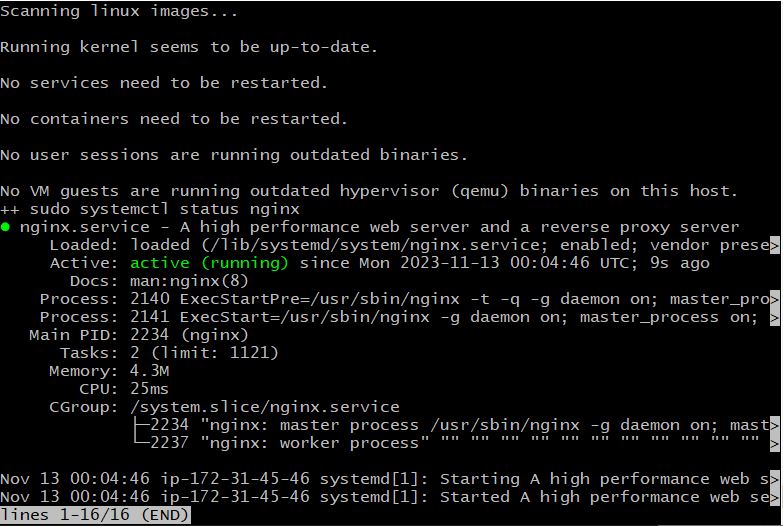 Scanning linux images...
Running kernel seems to be up-to-date.
No services need to be restarted.
No containers need to be restarted.
No user sessions are running outdated binaries.
No VM guests are running outdated hypervisor (qemu) binaries on this host.
++ sudo systemctl status nginx
● nginx.service - A high performance web server and a reverse proxy server
     Loaded: loaded (/lib/systemd/system/nginx.service; enabled; vendor prese>
     Active: active (running) since Mon 2023-11-13 00:04:46 UTC; 9s ago
       Docs: man:nginx(8)
    Process: 2140 ExecStartPre=/usr/sbin/nginx -t -q -g daemon on; master_pro>
    Process: 2141 ExecStart=/usr/sbin/nginx -g daemon on; master_process on; >
   Main PID: 2234 (nginx)
      Tasks: 2 (limit: 1121)
     Memory: 4.3M
        CPU: 25ms
     CGroup: /system.slice/nginx.service
             ├─2234 "nginx: master process /usr/sbin/nginx -g daemon on; mast>
             └─2237 "nginx: worker process" "" "" "" "" "" "" "" "" "" "" "" >
Nov 13 00:04:46 ip-172-31-45-46 systemd[1]: Starting A high performance web s>
Nov 13 00:04:46 ip-172-31-45-46 systemd[1]: Started A high performance web se>
lines 1-16/16 (END)